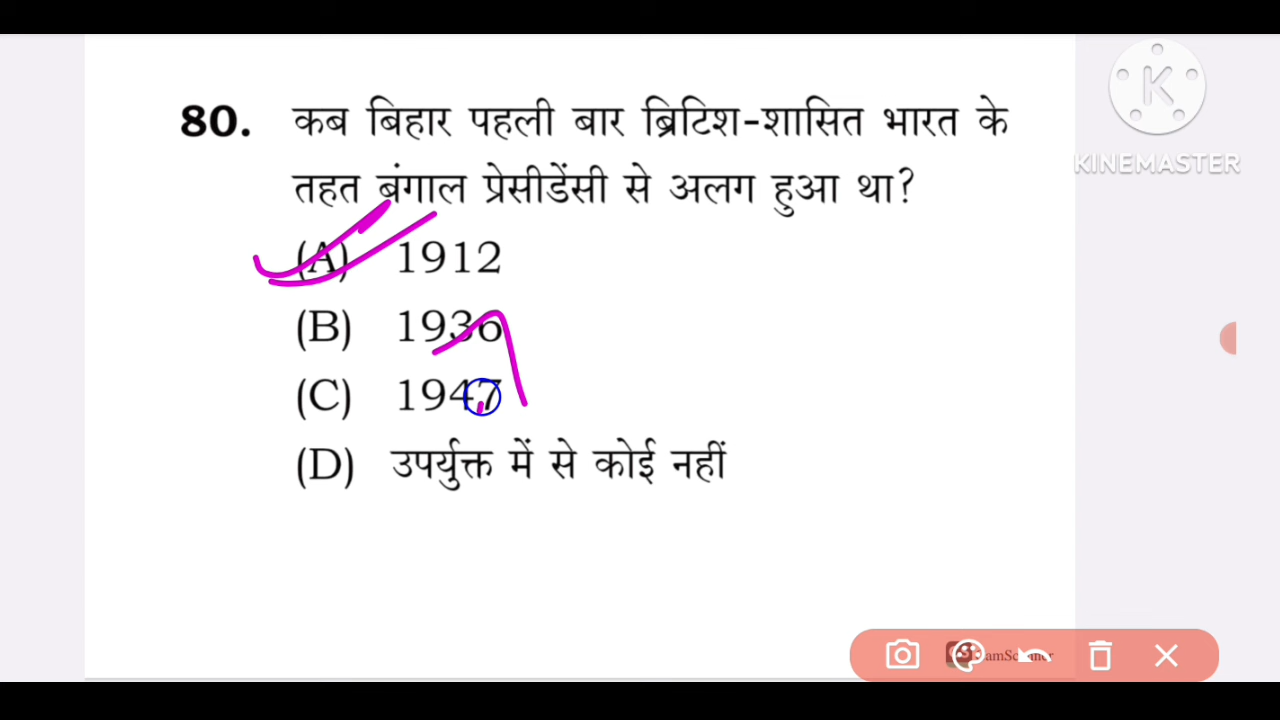 80. कब बिहार पहली बार ब्रिटिश-शासित भारत के
तहत बंगाल प्रेसीडेंसी से अलग हुआ था?
(A) 1912
(B) 1936
(C) 1947
(D) उपर्युक्त में से कोई नहीं
K
KINEMASTER